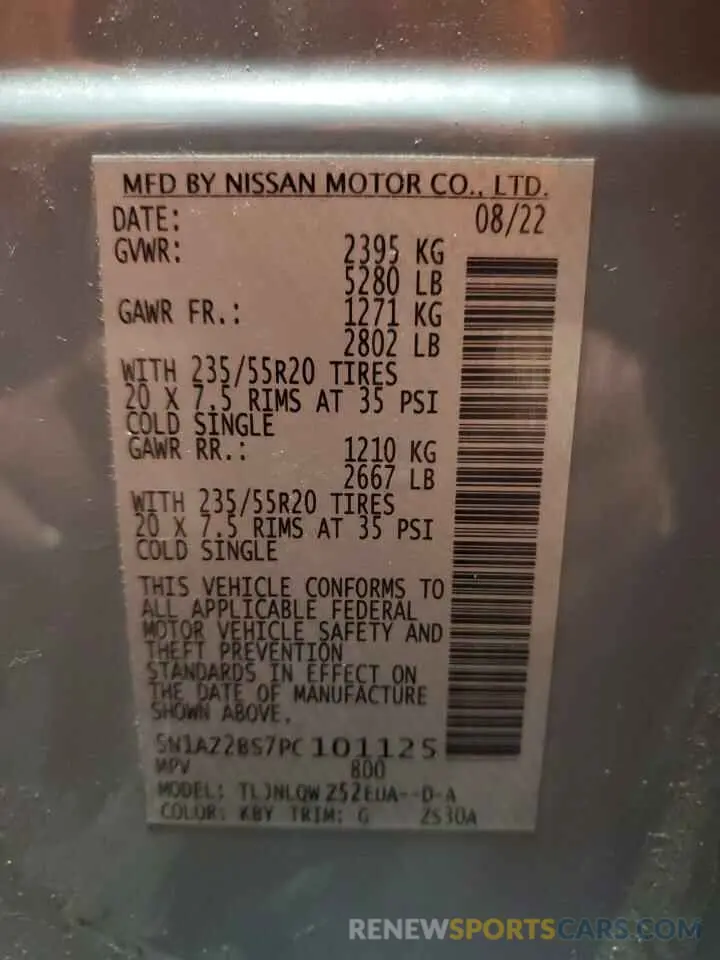 MFD BY NISSAN MOTOR CO., LTD.
DATE: 08/22
GVWR: 2395 KG
5280 LB
GAWR FR.: 1271 KG
2802 LB
WITH 235/55R20 TIRES
20 X 7.5 RIMS AT 35 PSI
COLD SINGLE
GAWR RR.: 1210 KG
2667 LB
WITH 235/55R20 TIRES
20 X 7.5 RIMS AT 35 PSI
COLD SINGLE
THIS VEHICLE CONFORMS TO
ALL APPLICABLE FEDERAL
MOTOR VEHICLE SAFETY AND
THEFT PREVENTION
STANDARDS IN EFFECT ON
THE DATE OF MANUFACTURE
SHOWN ABOVE.
5N1AZ2BS7PC101125
MPV 800
MODEL: TLJNLQWZ52EUA--D-A
COLOR: KBY TRIM: G ZS30A
RENEWSPORTSCARS.COM